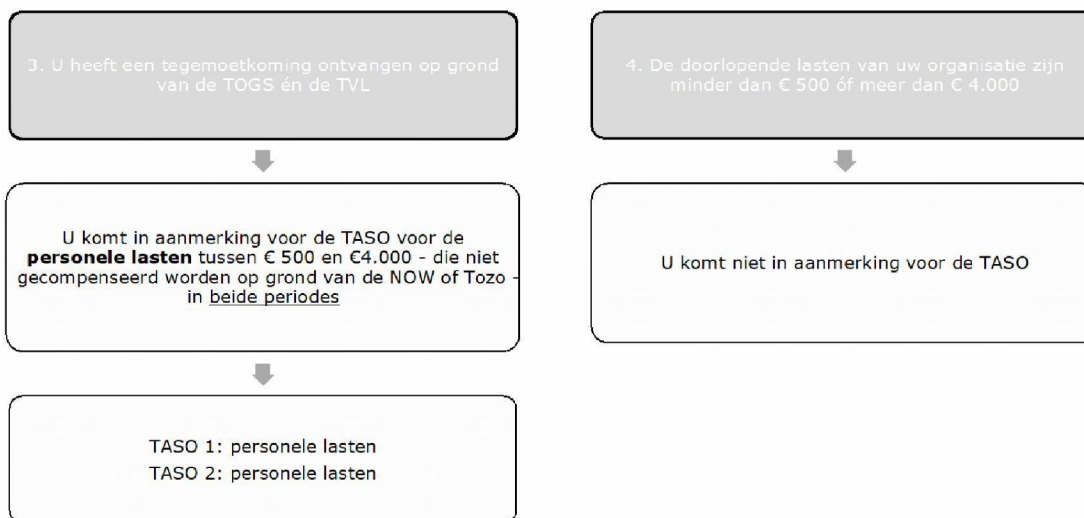 3. U heeft een tegemoetkoming ontvangen op grond
van de TOGS én de TVL
U komt in aanmerking voor de TASO voor de
personele lasten tussen € 500 en €4.000 - die niet
gecompenseerd worden op grond van de NOW of Tozo -
in beide periodes
TASO 1: personele lasten
TASO 2: personele lasten
4. De doorlopende lasten van uw organisatie zijn
minder dan € 500 óf meer dan € 4.000
U komt niet in aanmerking voor de TASO